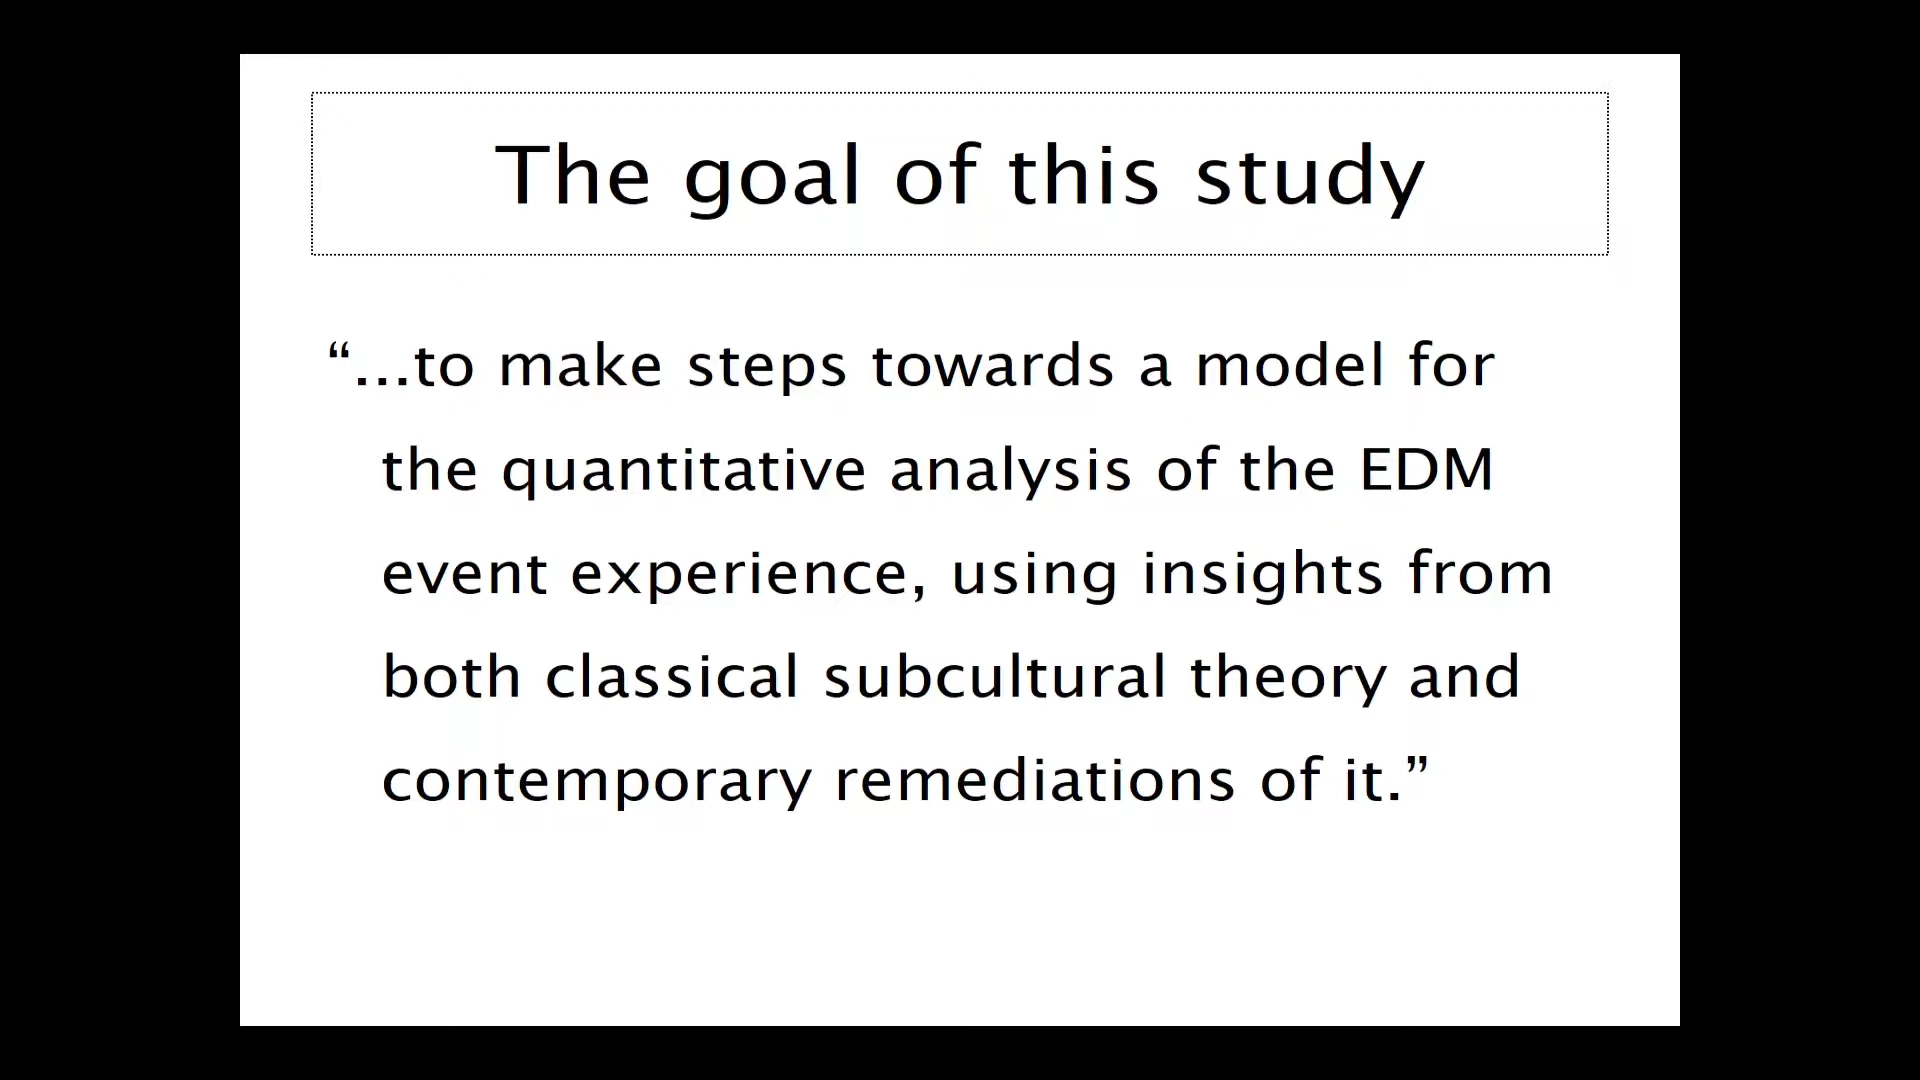 The goal of this study
“...to make steps towards a model for
the quantitative analysis of the EDM
event experience, using insights from
both classical subcultural theory and
contemporary remediations of it.”